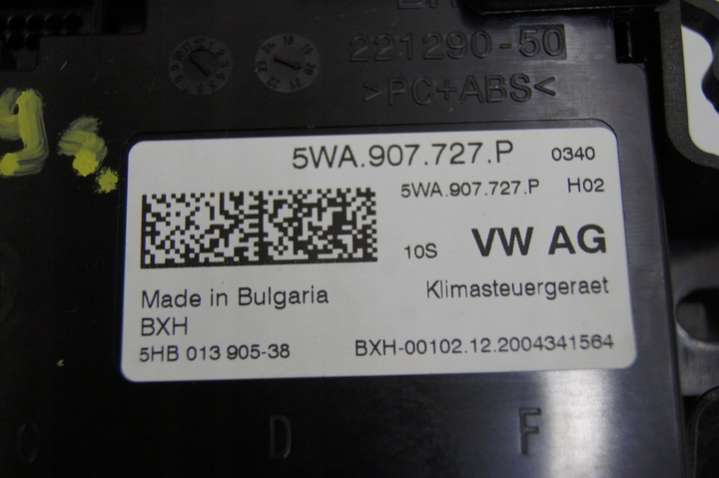 221290-50
>PC+ABS<
5WA.907.727.P 0340
5WA.907.727.P H02
10S VW AG
Made in Bulgaria Klimasteuergeraet
BXH
5HB 013 905-38 BXH-00102.12.2004341564
D F